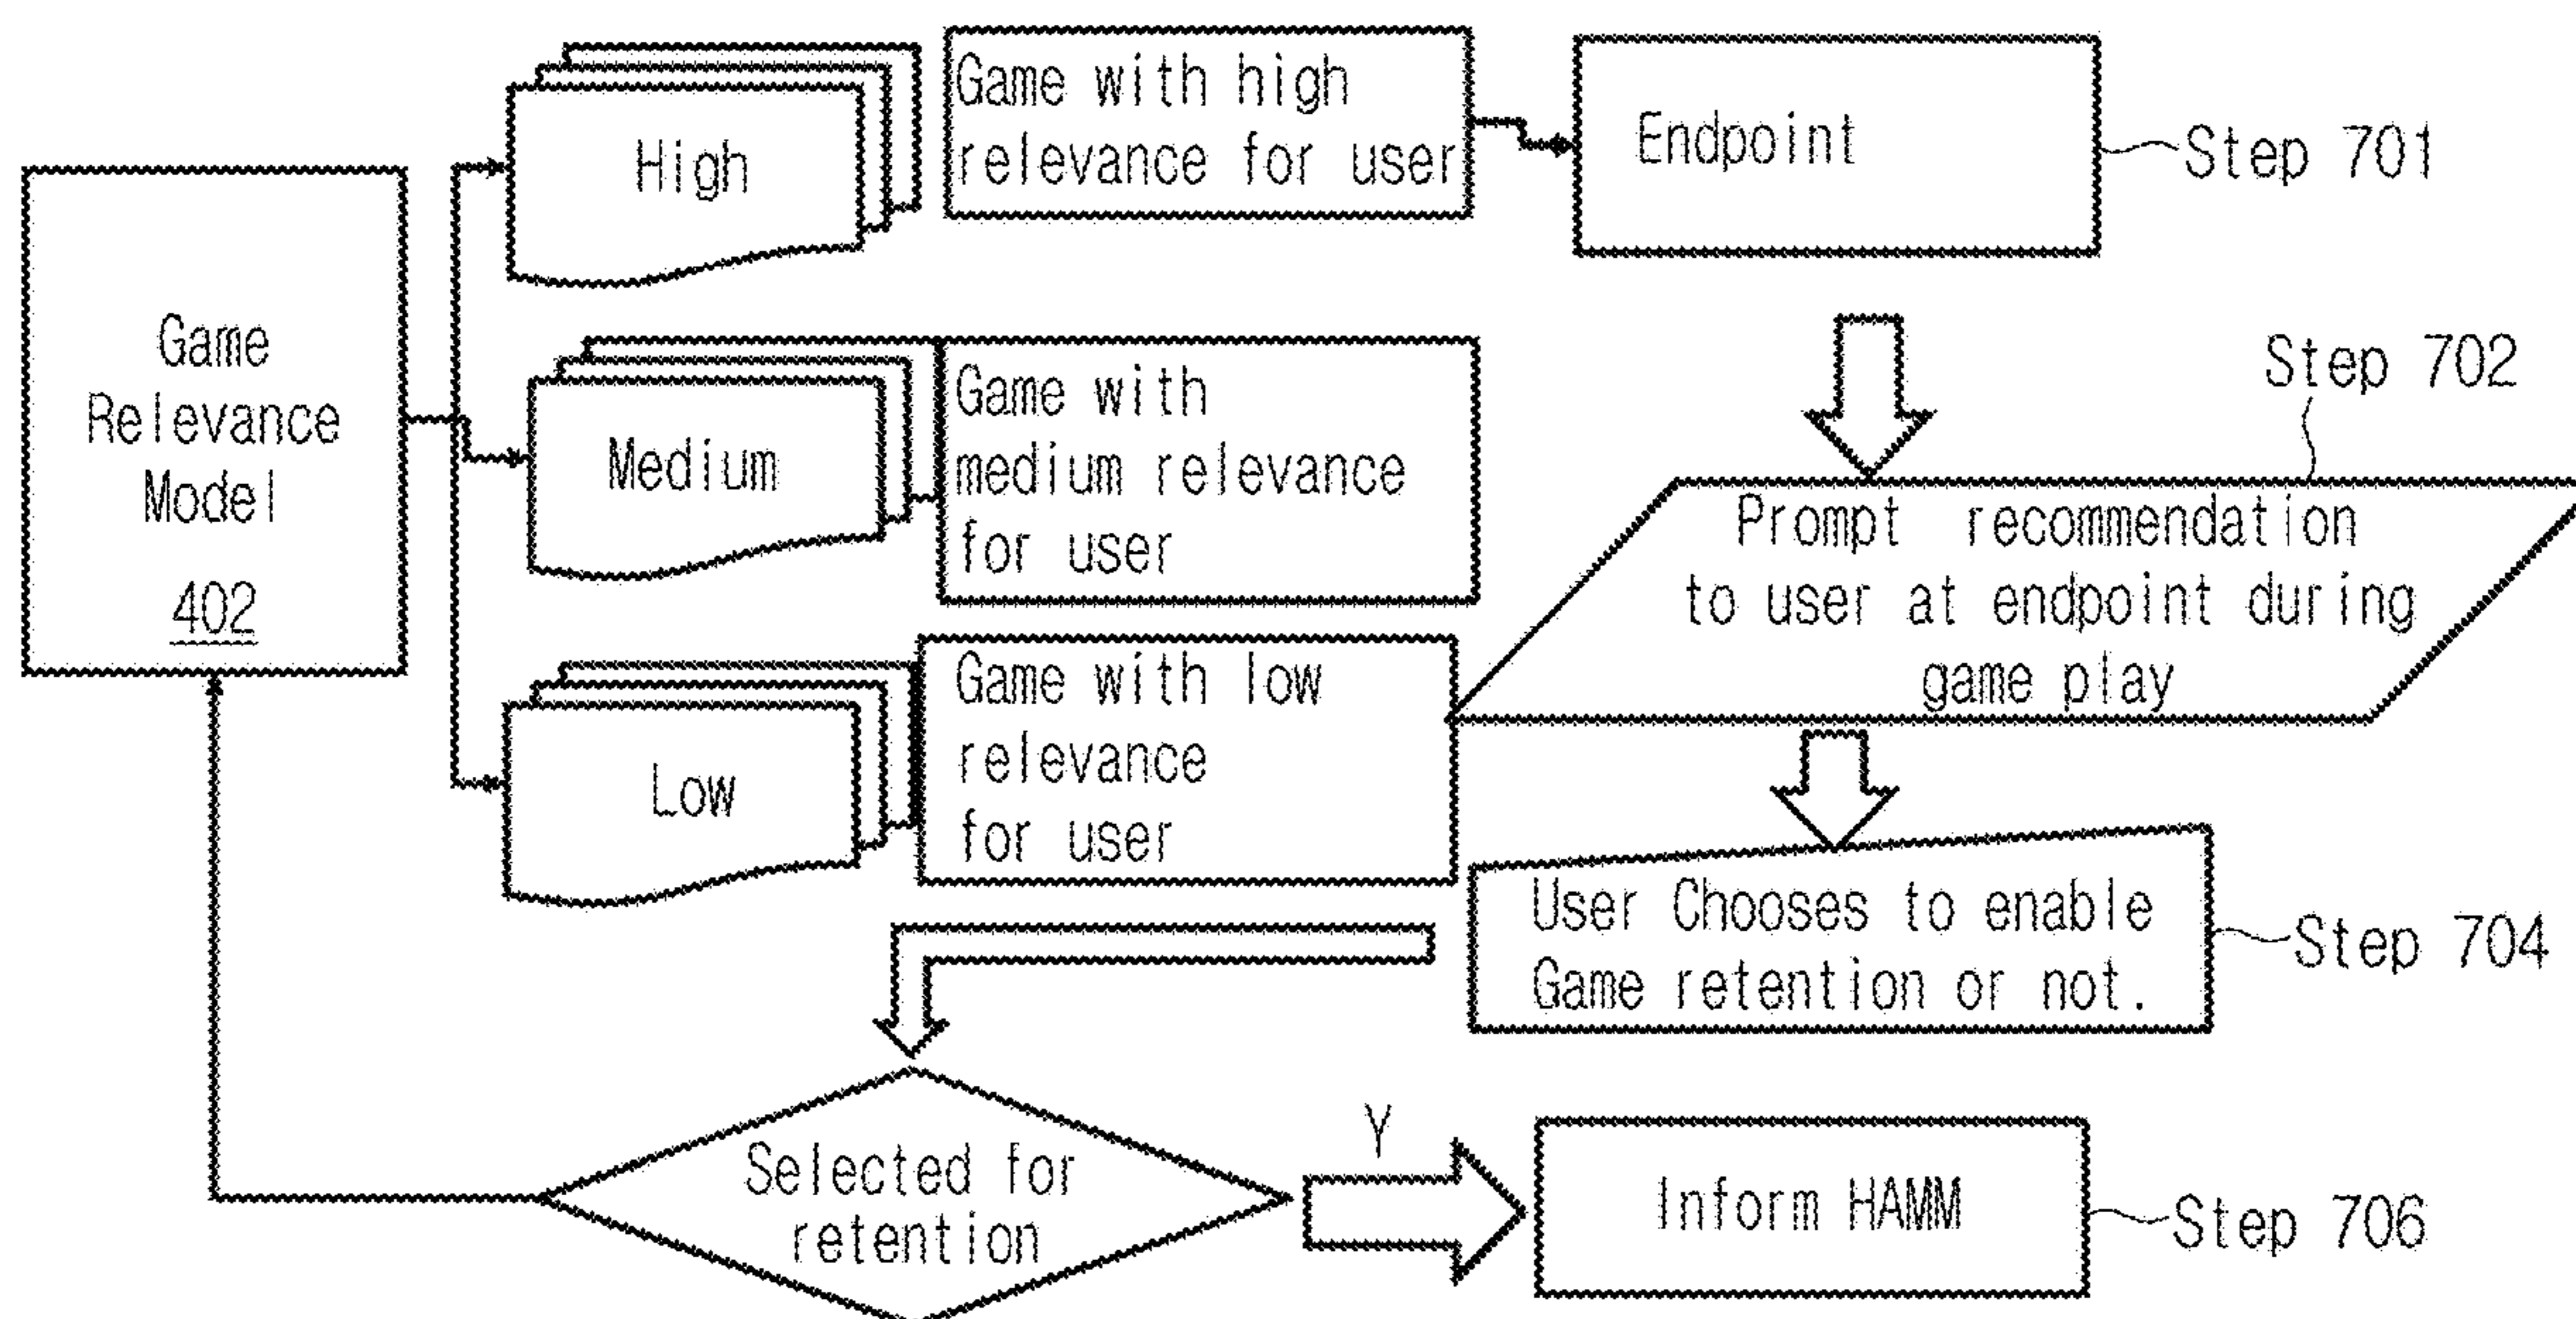 Game
Relevance
Model
402
High
Game with high
relevance for user
Endpoint
Step 701
Medium
Game with
medium relevance
for user
Step 702
Prompt recommendation
to user at endpoint during
game play
Low
Game with low
relevance
for user
User Chooses to enable
Game retention or not.
Step 704
Selected for
retention
Y
Inform HAMM
Step 706